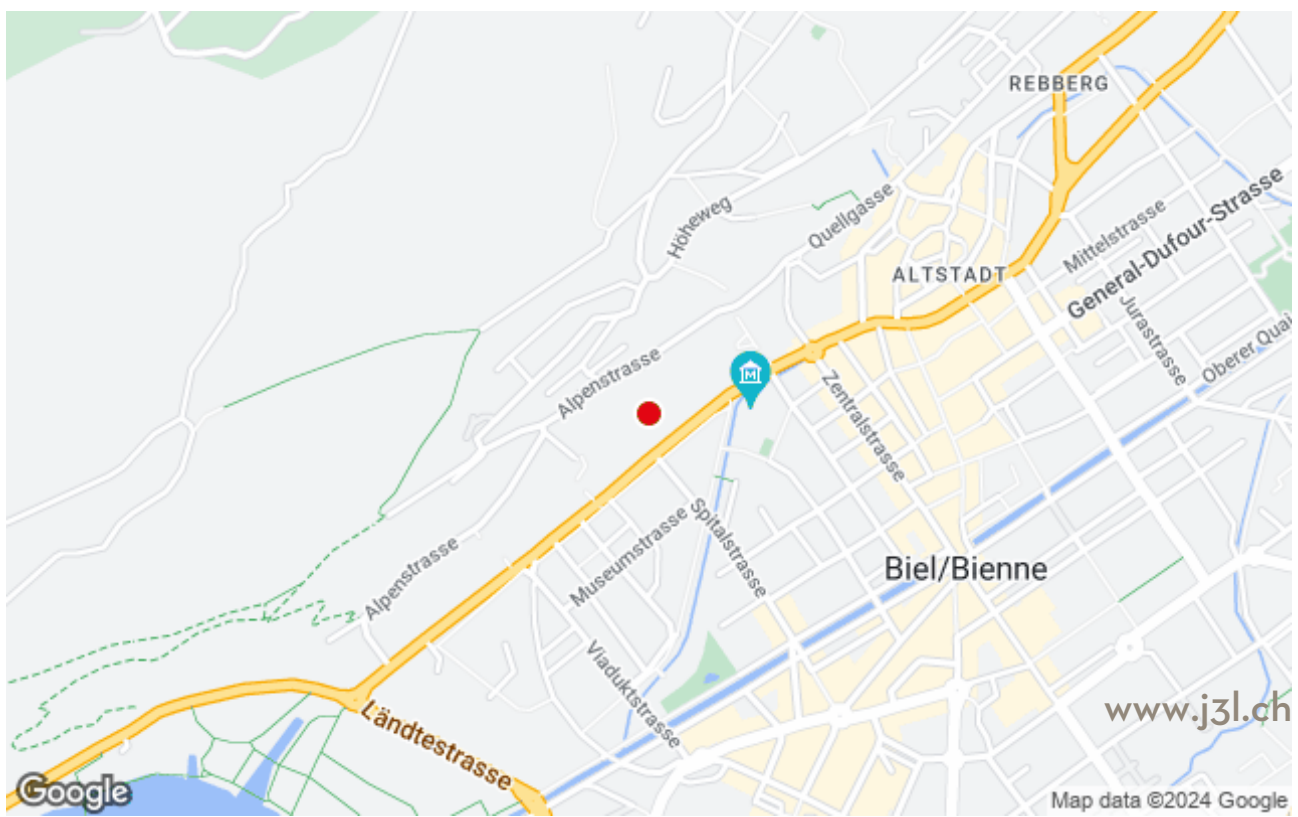 REBBERG
Höheweg
Quellgasse
Mittelstrasse
General-Dufour-Strasse
ALTSTADT
Jurastrasse
Oberer Quai
Alpenstrasse
M
Zentralstrasse
Spitalstrasse
Museumstrasse
Biel/Bienne
Alpenstrasse
Viaduktstrasse
www.j3l.ch
Ländtestrasse
Google
Map data ©2024 Google